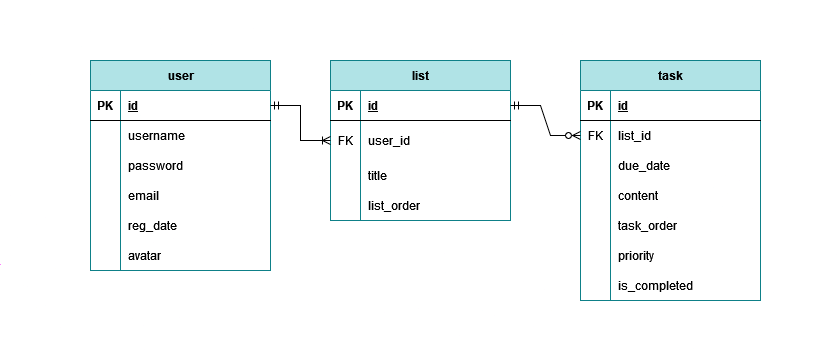 user
PK id
username
password
email
reg_date
avatar
list
PK id
FK user_id
title
list_order
task
PK id
FK list_id
due_date
content
task_order
priority
is_completed